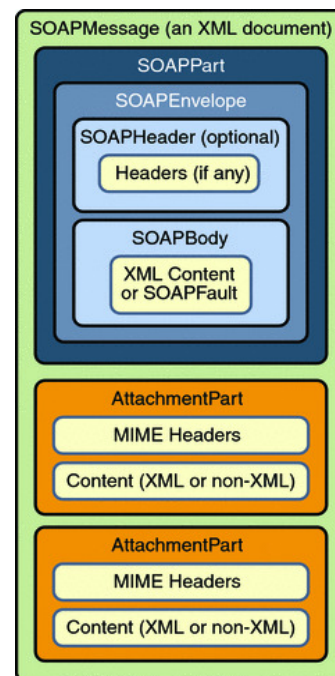 SOAPMessage (an XML document)
SOAPPart
SOAPEnvelope
SOAPHeader (optional)
Headers (if any)
SOAPBody
XML Content
or SOAPFault
AttachmentPart
MIME Headers
Content (XML or non-XML)
AttachmentPart
MIME Headers
Content (XML or non-XML)